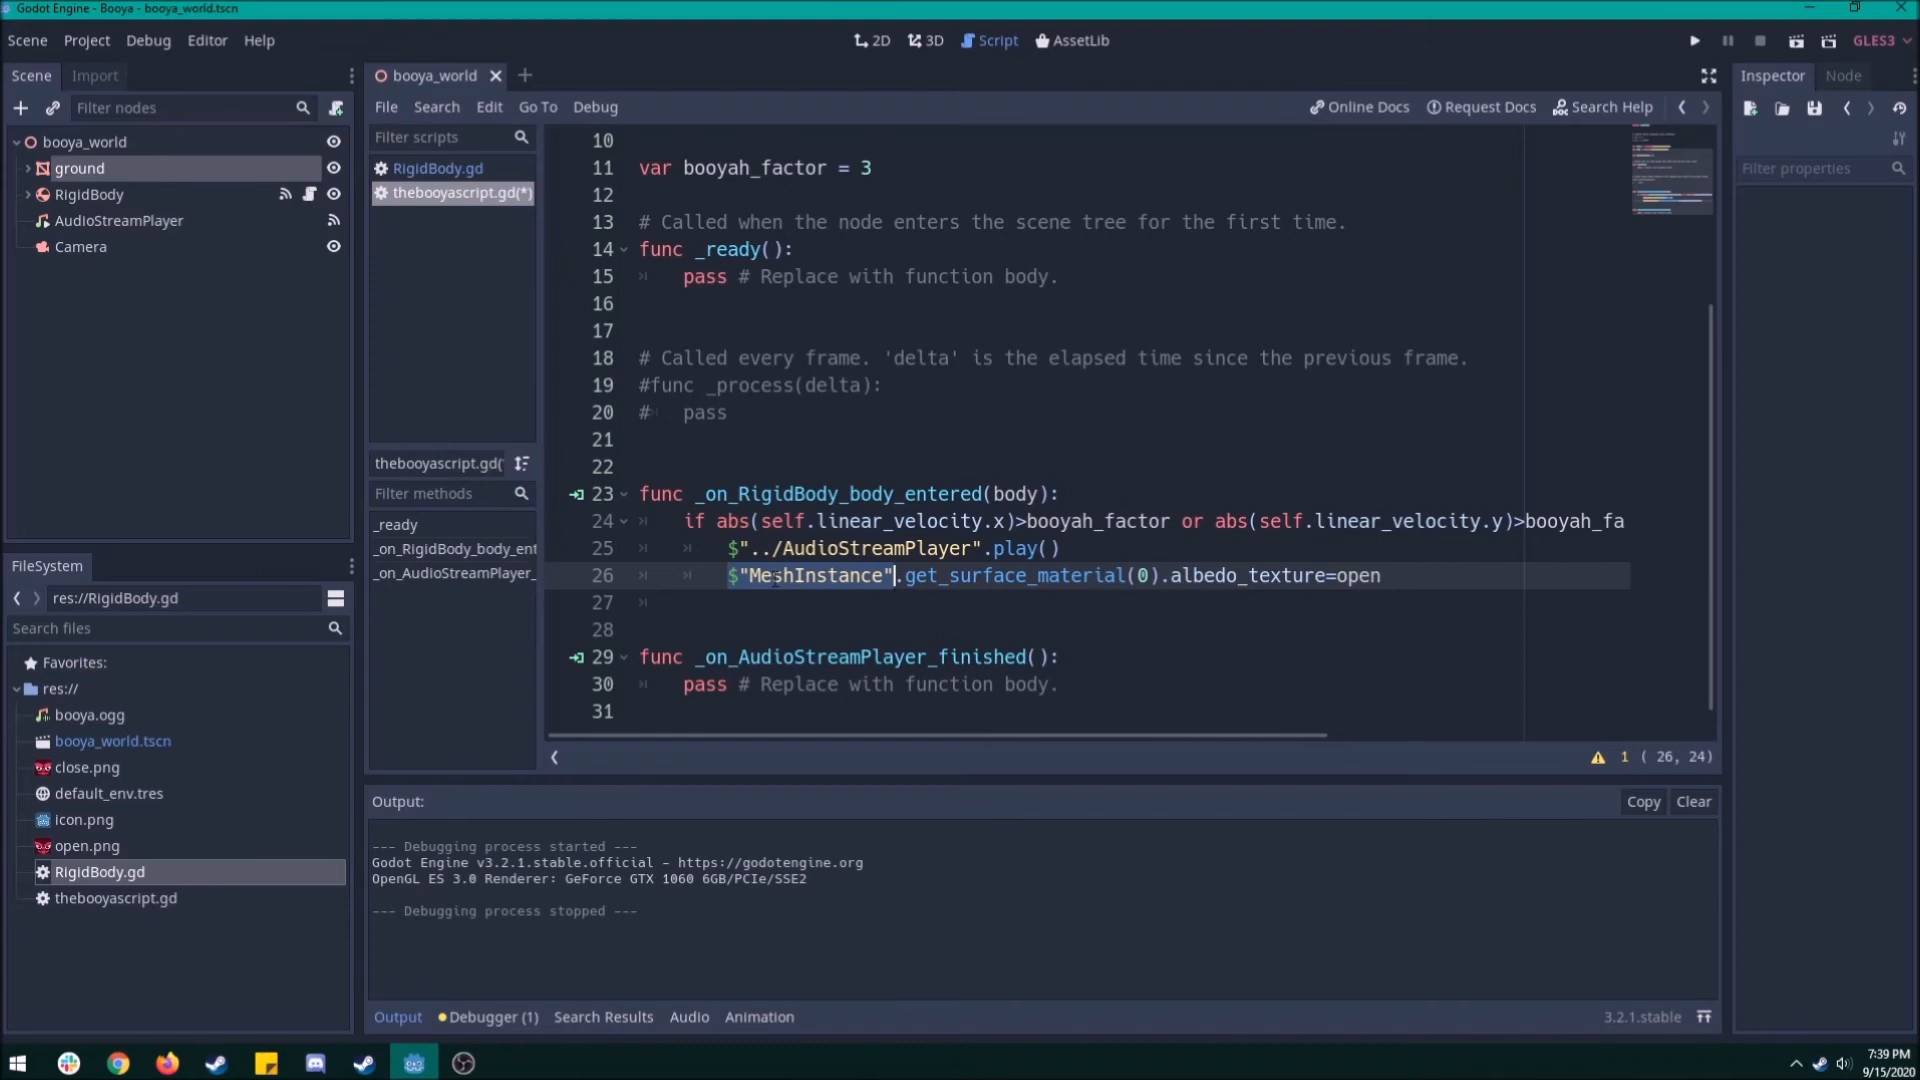 Godot Engine - Booya - booya_world.tscn
Scene Project Debug Editor Help
2D 3D Script AssetLib
GLES3
Scene Import
Filter nodes
booya_world
ground
RigidBody
AudioStreamPlayer
Camera
booya_world
File Search Edit Go To Debug
Online Docs Request Docs Search Help
Filter scripts
RigidBody.gd
thebooyascript.gd(*)
thebooyascript.gd(
Filter methods
_ready
_on_RigidBody_body_ent
_on_AudioStreamPlayer_
10
11 var booyah_factor = 3
12
13 # Called when the node enters the scene tree for the first time.
14 func _ready():
15 pass # Replace with function body.
16
17
18 # Called every frame. 'delta' is the elapsed time since the previous frame.
19 #func _process(delta):
20 # pass
21
22
23 func _on_RigidBody_body_entered(body):
24 if abs(self.linear_velocity.x)>booyah_factor or abs(self.linear_velocity.y)>booyah_fa
25 $"../AudioStreamPlayer".play()
26 $"MeshInstance".get_surface_material(0).albedo_texture=open
27
28
29 func _on_AudioStreamPlayer_finished():
30 pass # Replace with function body.
31
1 ( 26, 24)
Inspector Node
Filter properties
FileSystem
res://RigidBody.gd
Search files
Favorites:
res://
booya.ogg
booya_world.tscn
close.png
default_env.tres
icon.png
open.png
RigidBody.gd
thebooyascript.gd
Output:
Copy Clear
--- Debugging process started ---
Godot Engine v3.2.1.stable.official - https://godotengine.org
OpenGL ES 3.0 Renderer: GeForce GTX 1060 6GB/PCIe/SSE2
--- Debugging process stopped ---
Output Debugger (1) Search Results Audio Animation
3.2.1.stable
7:39 PM
9/15/2020